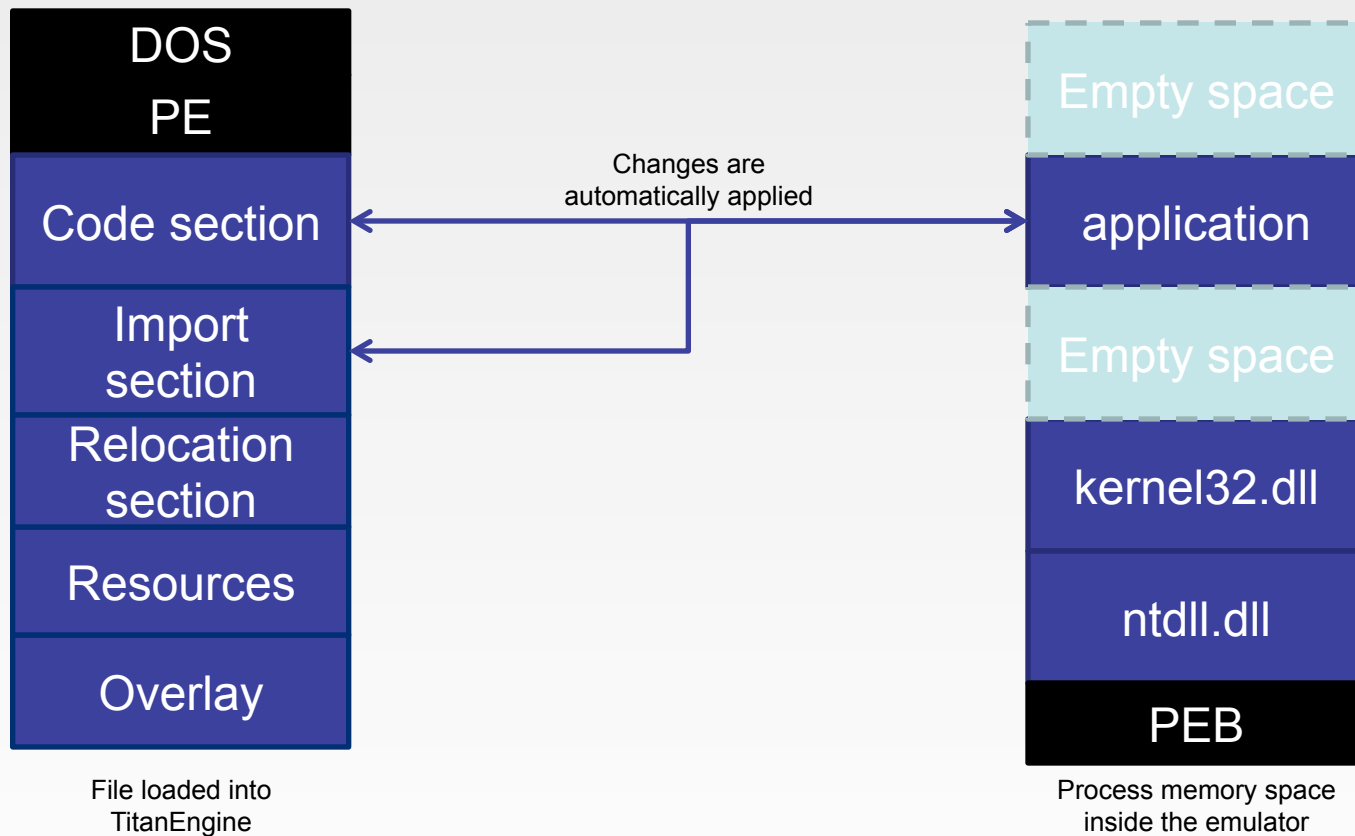 DOS
PE
Code section
Import
section
Relocation
section
Resources
Overlay
File loaded into
TitanEngine
Changes are
automatically applied
Empty space
application
Empty space
kernel32.dll
ntdll.dll
PEB
Process memory space
inside the emulator